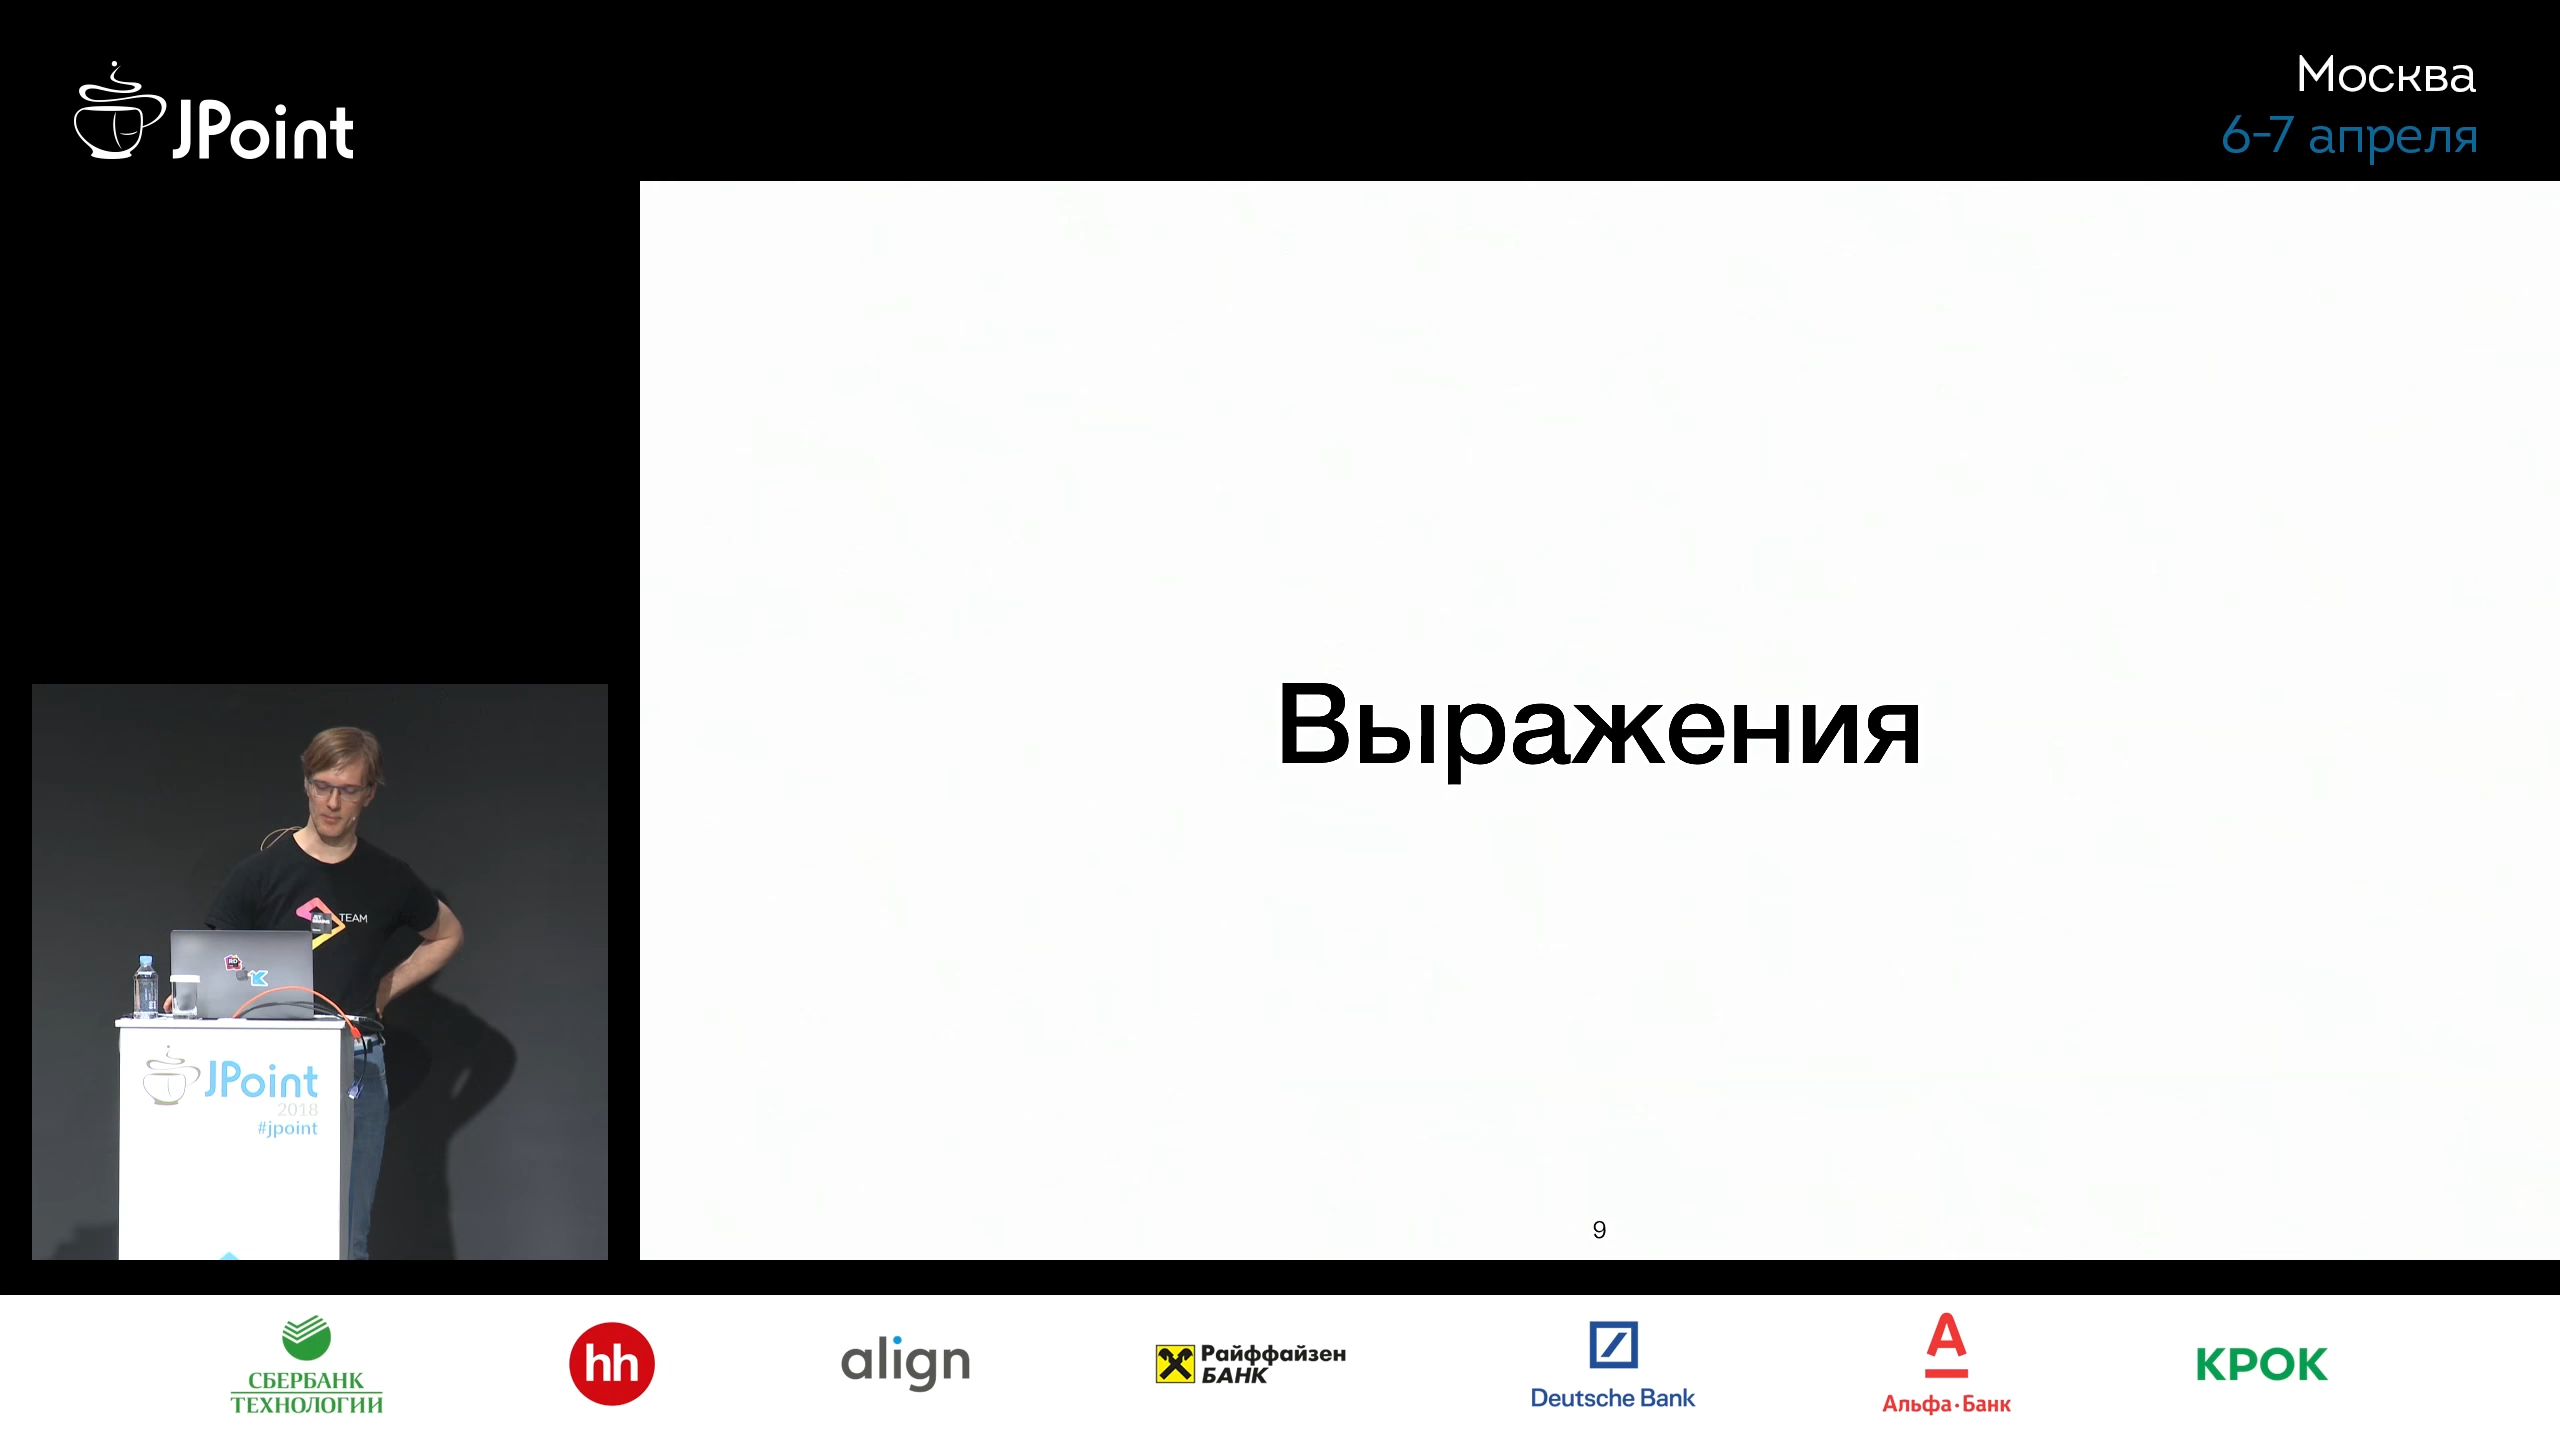 JPoint
Москва
6-7 апреля
Выражения
TEAM
JPoint
2018
#jpoint
9
СБЕРБАНК
ТЕХНОЛОГИИ
hh
align
Райффайзен
БАНК
Deutsche Bank
Альфа·Банк
КРОК